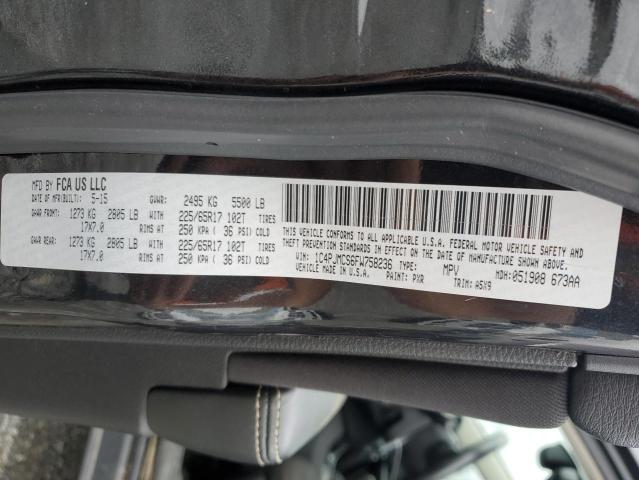 MFD BY FCA US LLC
DATE OF MFR(BUILT): 5-15 GVWR: 2495 KG 5500 LB
GAWR FRONT: 1273 KG 2805 LB WITH 225/65R17 102T TIRES
17X7.0 RIMS AT 250 KPA ( 36 PSI) COLD
GAWR REAR: 1273 KG 2805 LB WITH 225/65R17 102T TIRES
17X7.0 RIMS AT 250 KPA ( 36 PSI) COLD
THIS VEHICLE CONFORMS TO ALL APPLICABLE U.S.A. FEDERAL MOTOR VEHICLE SAFETY, BUMPER AND
THEFT PREVENTION STANDARDS IN EFFECT ON THE DATE OF MANUFACTURE SHOWN ABOVE.
VIN: 1C4PJMCS6FW758236 TYPE: MPV MDH: 051908 673AA
VEHICLE MADE IN U.S.A. PAINT: PXR TRIM: A5X9